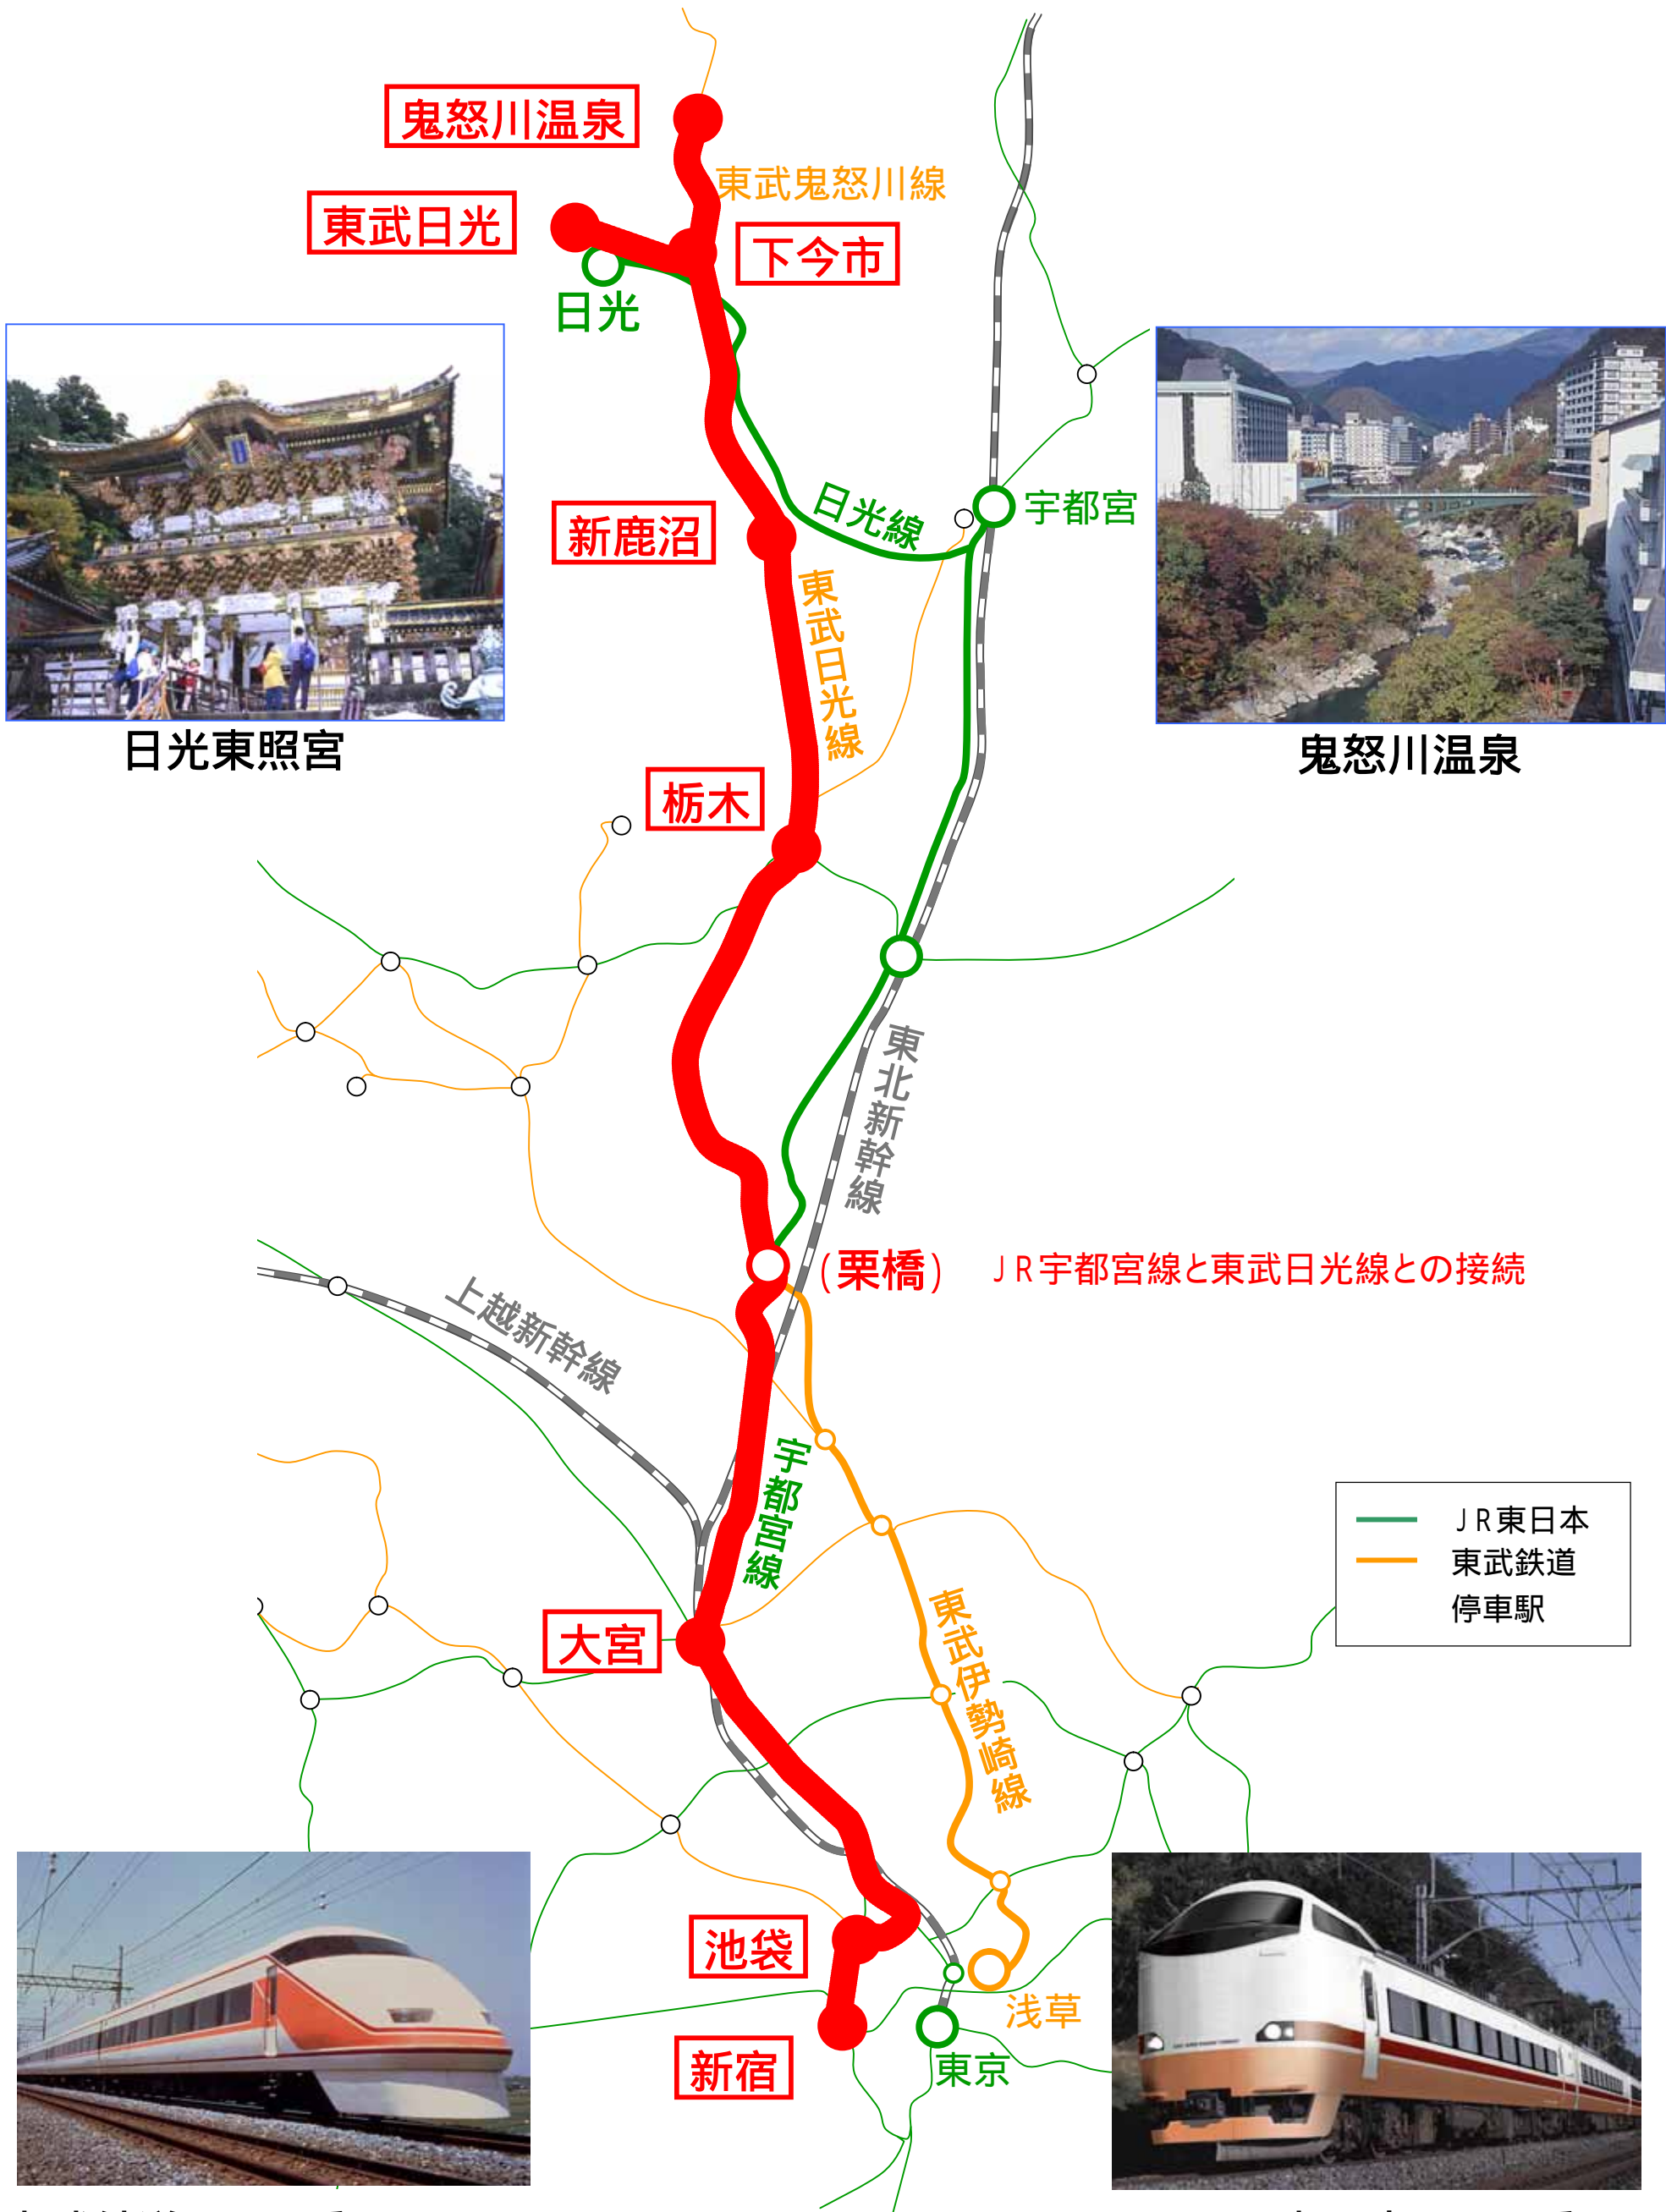 鬼怒川温泉
東武鬼怒川線
東武日光
下今市
日光
日光線
宇都宮
新鹿沼
東武日光線
日光東照宮
鬼怒川温泉
栃木
東北新幹線
(栗橋)
JR宇都宮線と東武日光線との接続
上越新幹線
宇都宮線
JR東日本
東武鉄道
停車駅
大宮
東武伊勢崎線
池袋
浅草
新宿
東京